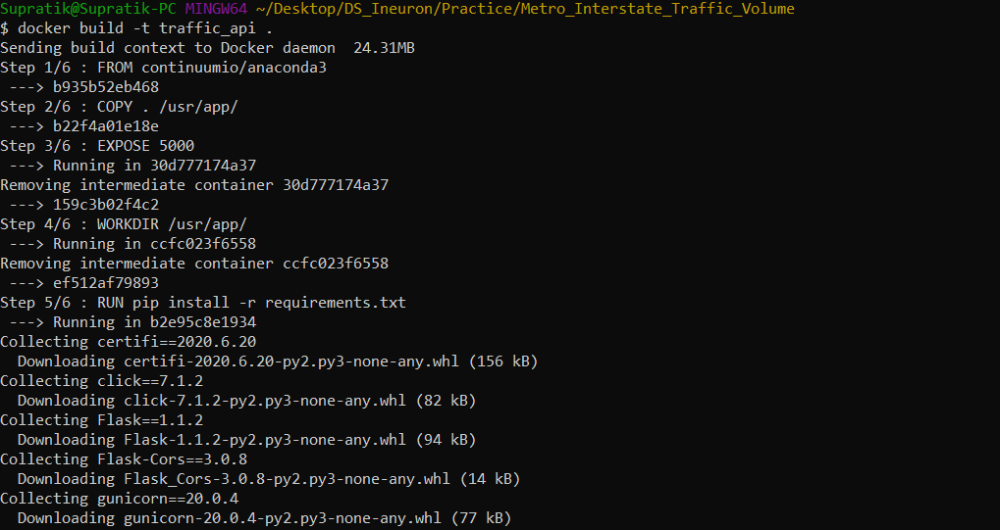 Supratik@Supratik-PC MINGW64 ~/Desktop/DS_Ineuron/Practice/Metro_Interstate_Traffic_Volume
$ docker build -t traffic_api .
Sending build context to Docker daemon  24.31MB
Step 1/6 : FROM continuumio/anaconda3
 ---> b935b52eb468
Step 2/6 : COPY . /usr/app/
 ---> b22f4a01e18e
Step 3/6 : EXPOSE 5000
 ---> Running in 30d777174a37
Removing intermediate container 30d777174a37
 ---> 159c3b02f4c2
Step 4/6 : WORKDIR /usr/app/
 ---> Running in ccfc023f6558
Removing intermediate container ccfc023f6558
 ---> ef512af79893
Step 5/6 : RUN pip install -r requirements.txt
 ---> Running in b2e95c8e1934
Collecting certifi==2020.6.20
  Downloading certifi-2020.6.20-py2.py3-none-any.whl (156 kB)
Collecting click==7.1.2
  Downloading click-7.1.2-py2.py3-none-any.whl (82 kB)
Collecting Flask==1.1.2
  Downloading Flask-1.1.2-py2.py3-none-any.whl (94 kB)
Collecting Flask-Cors==3.0.8
  Downloading Flask_Cors-3.0.8-py2.py3-none-any.whl (14 kB)
Collecting gunicorn==20.0.4
  Downloading gunicorn-20.0.4-py2.py3-none-any.whl (77 kB)